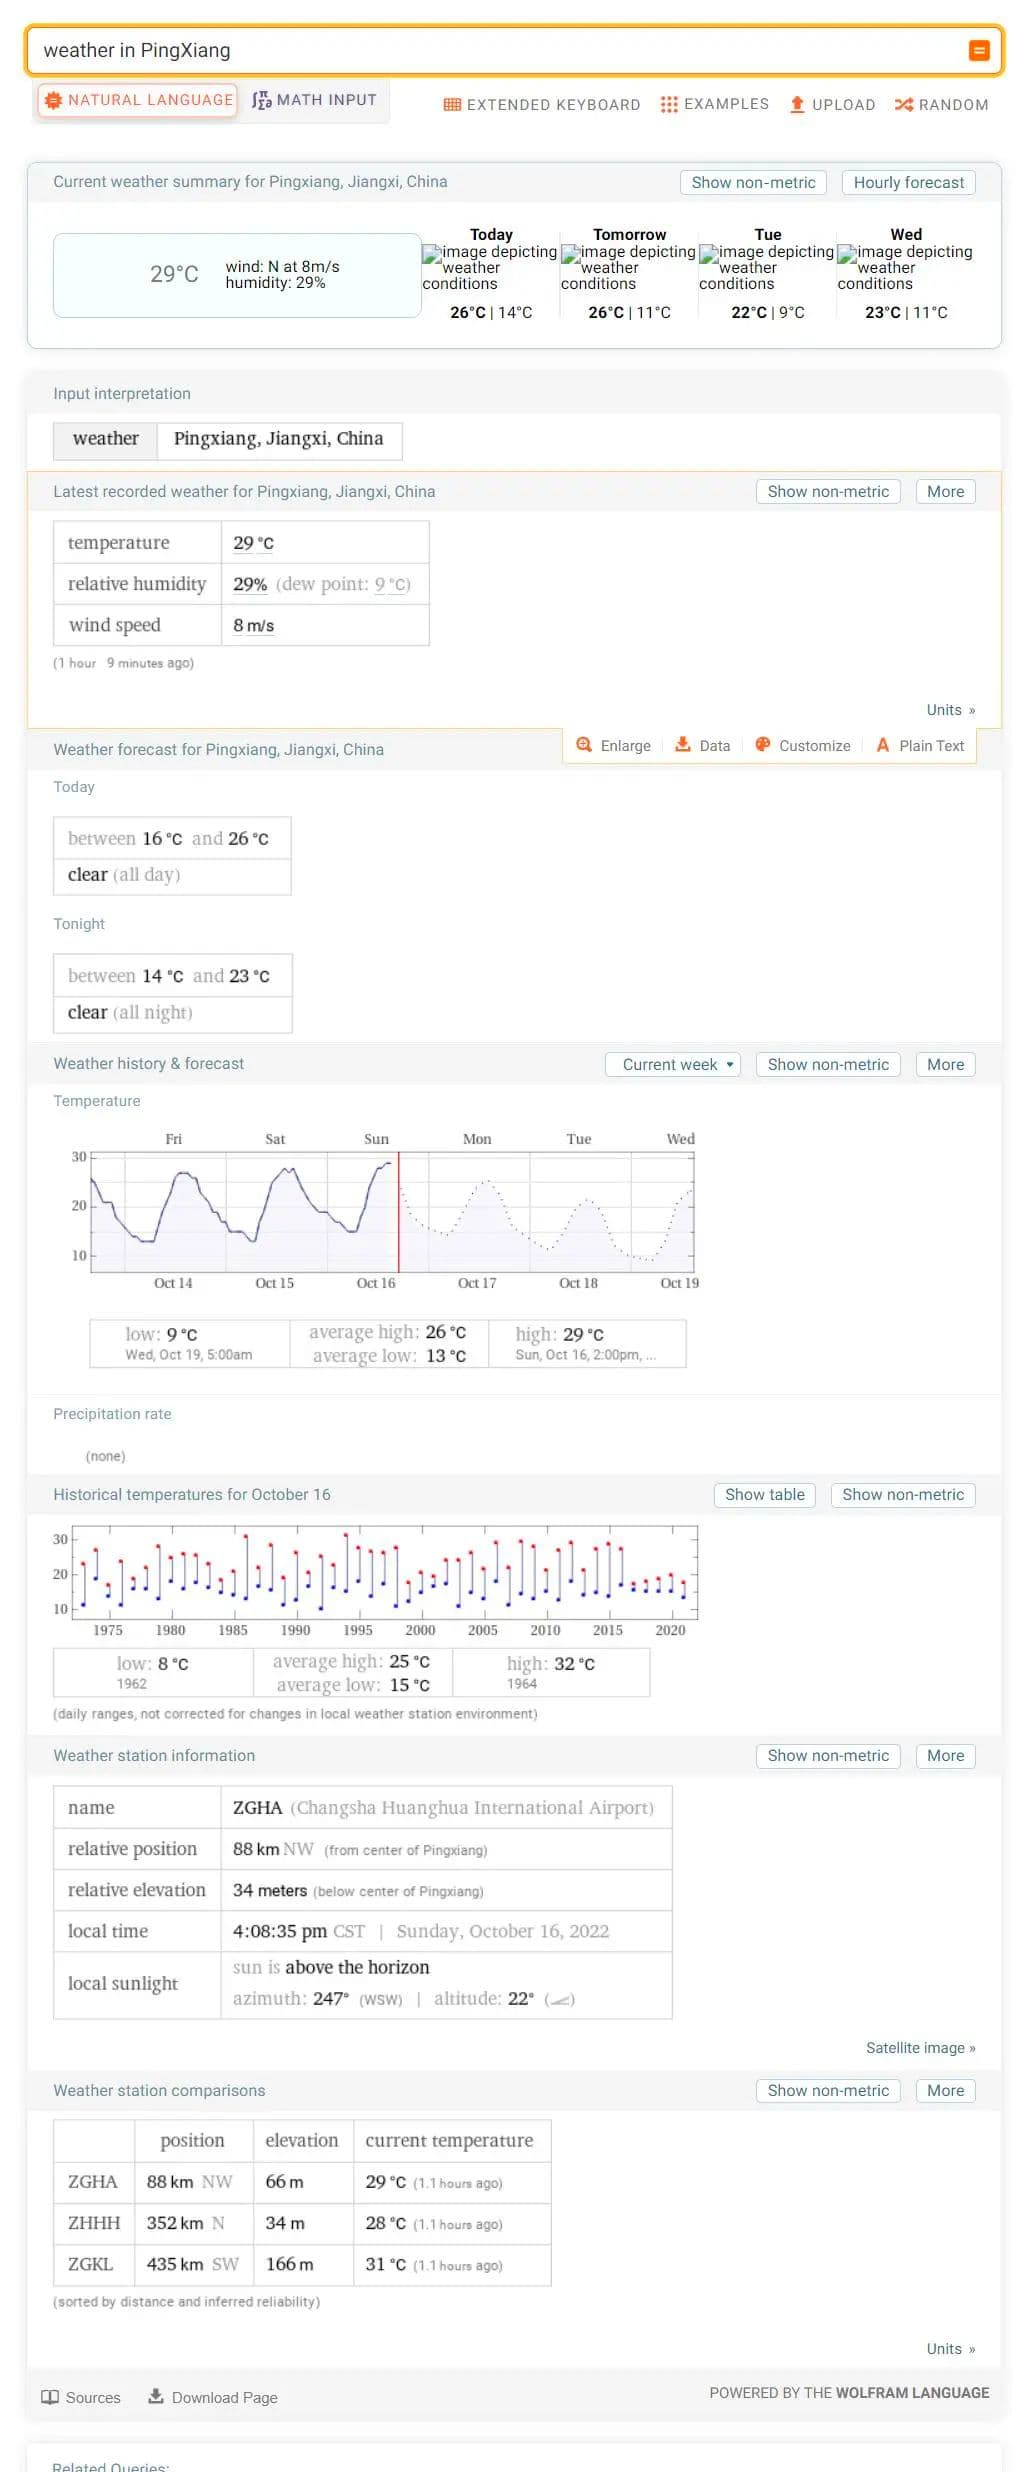 weather in PingXiang
NATURAL LANGUAGE
MATH INPUT
EXTENDED KEYBOARD
EXAMPLES
UPLOAD
RANDOM
Current weather summary for Pingxiang, Jiangxi, China
Show non-metric
Hourly forecast
29°C
wind: N at 8m/s
humidity: 29%
Today
image depicting
weather
conditions
26°C | 14°C
Tomorrow
image depicting
weather
conditions
26°C | 11°C
Tue
image depicting
weather
conditions
22°C | 9°C
Wed
image depicting
weather
conditions
23°C | 11°C
Input interpretation
weather Pingxiang, Jiangxi, China
Latest recorded weather for Pingxiang, Jiangxi, China
Show non-metric
More
temperature 29 °C
relative humidity 29% (dew point: 9 °C)
wind speed 8 m/s
(1 hour 9 minutes ago)
Units »
Enlarge
Data
Customize
A Plain Text
Weather forecast for Pingxiang, Jiangxi, China
Today
between 16 °C and 26 °C
clear (all day)
Tonight
between 14 °C and 23 °C
clear (all night)
Weather history & forecast
Current week
Show non-metric
More
Temperature
Fri Sat Sun Mon Tue Wed
30
20
10
Oct 14 Oct 15 Oct 16 Oct 17 Oct 18 Oct 19
low: 9 °C
Wed, Oct 19, 5:00am
average high: 26 °C
average low: 13 °C
high: 29 °C
Sun, Oct 16, 2:00pm, ...
Precipitation rate
(none)
Historical temperatures for October 16
Show table
Show non-metric
30
20
10
1975 1980 1985 1990 1995 2000 2005 2010 2015 2020
low: 8 °C
1962
average high: 25 °C
average low: 15 °C
high: 32 °C
1964
(daily ranges, not corrected for changes in local weather station environment)
Weather station information
Show non-metric
More
name ZGHA (Changsha Huanghua International Airport)
relative position 88 km NW (from center of Pingxiang)
relative elevation 34 meters (below center of Pingxiang)
local time 4:08:35 pm CST | Sunday, October 16, 2022
local sunlight sun is above the horizon
azimuth: 247° (WSW) | altitude: 22°
Satellite image »
Weather station comparisons
Show non-metric
More
position elevation current temperature
ZGHA 88 km NW 66 m 29 °C (1.1 hours ago)
ZHHH 352 km N 34 m 28 °C (1.1 hours ago)
ZGKL 435 km SW 166 m 31 °C (1.1 hours ago)
(sorted by distance and inferred reliability)
Units »
Sources
Download Page
POWERED BY THE WOLFRAM LANGUAGE
Related Queries: